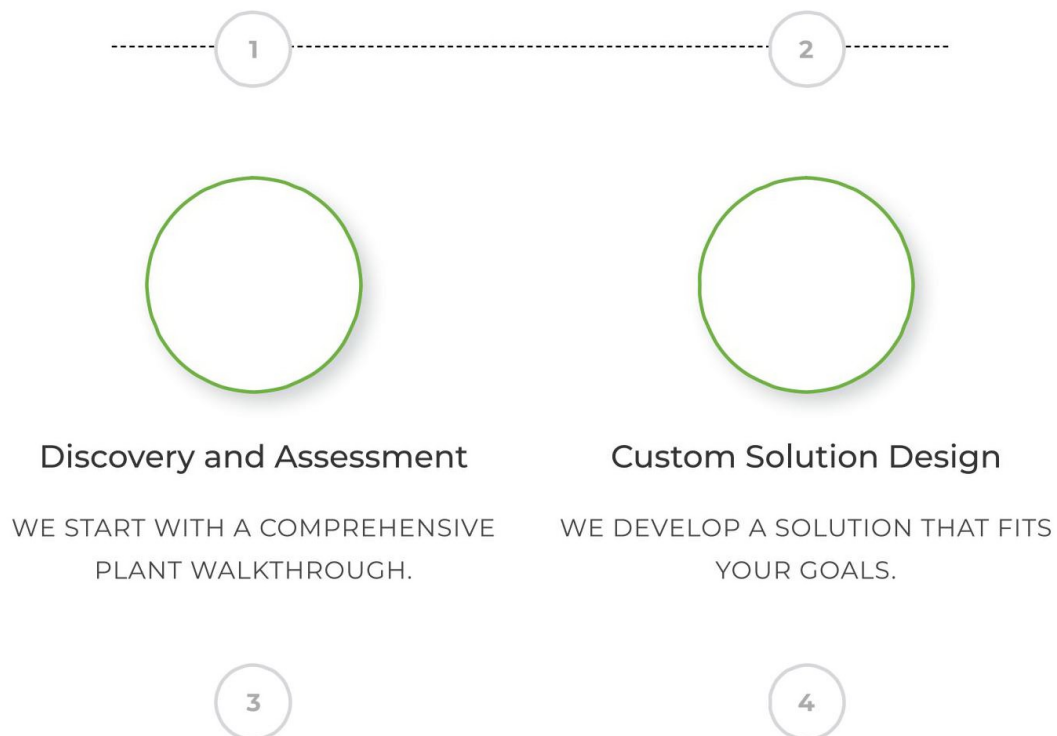 1
2
Discovery and Assessment
Custom Solution Design
WE START WITH A COMPREHENSIVE
PLANT WALKTHROUGH.
WE DEVELOP A SOLUTION THAT FITS
YOUR GOALS.
3
4